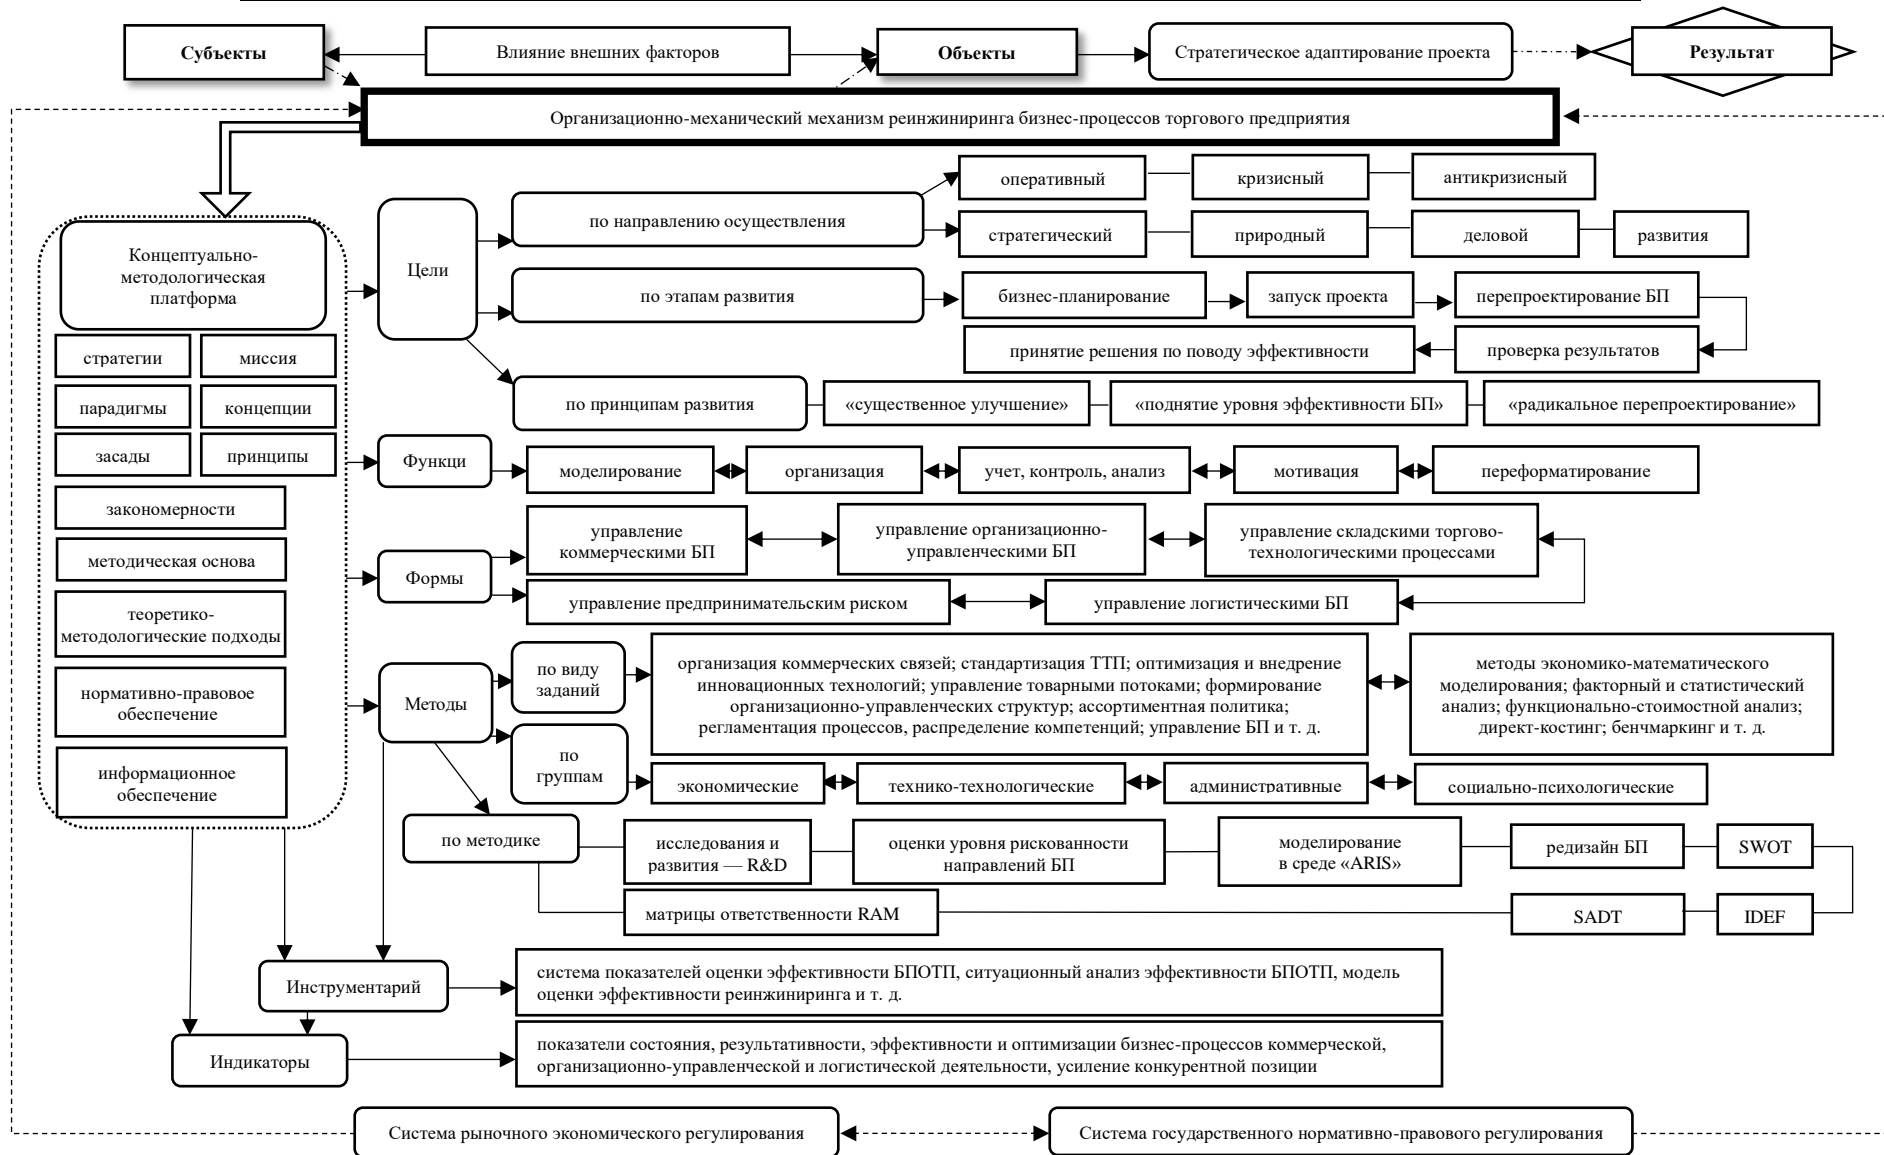 Субъекты
Влияние внешних факторов
Объекты
Стратегическое адаптирование проекта
Результат
Организационно-механический механизм реинжиниринга бизнес-процессов торгового предприятия
Концептуально-
методологическая
платформа
стратегии
миссия
парадигмы
концепции
засады
принципы
закономерности
методическая основа
теоретико-
методологические подходы
нормативно-правовое
обеспечение
информационное
обеспечение
Цели
по направлению осуществления
оперативный
кризисный
антикризисный
стратегический
природный
деловой
развития
по этапам развития
бизнес-планирование
запуск проекта
перепроектирование БП
принятие решения по поводу эффективности
проверка результатов
по принципам развития
«существенное улучшение»
«поднятие уровня эффективности БП»
«радикальное перепроектирование»
Функци
моделирование
организация
учет, контроль, анализ
мотивация
переформатирование
Формы
управление
коммерческими БП
управление организационно-
управленческими БП
управление складскими торгово-
технологическими процессами
управление предпринимательским риском
управление логистическими БП
Методы
по виду
заданий
организация коммерческих связей; стандартизация ТТП; оптимизация и внедрение
инновационных технологий; управление товарными потоками; формирование
организационно-управленческих структур; ассортиментная политика;
регламентация процессов, распределение компетенций; управление БП и т. д.
методы экономико-математического
моделирования; факторный и статистический
анализ; функционально-стоимостной анализ;
директ-костинг; бенчмаркинг и т. д.
по
группам
экономические
технико-технологические
административные
социально-психологические
по методике
исследования и
развития — R&D
оценки уровня рискованности
направлений БП
моделирование
в среде «ARIS»
редизайн БП
SWOT
матрицы ответственности RAM
SADT
IDEF
Инструментарий
система показателей оценки эффективности БПОТП, ситуационный анализ эффективности БПОТП, модель
оценки эффективности реинжиниринга и т. д.
Индикаторы
показатели состояния, результативности, эффективности и оптимизации бизнес-процессов коммерческой,
организационно-управленческой и логистической деятельности, усиление конкурентной позиции
Система рыночного экономического регулирования
Система государственного нормативно-правового регулирования